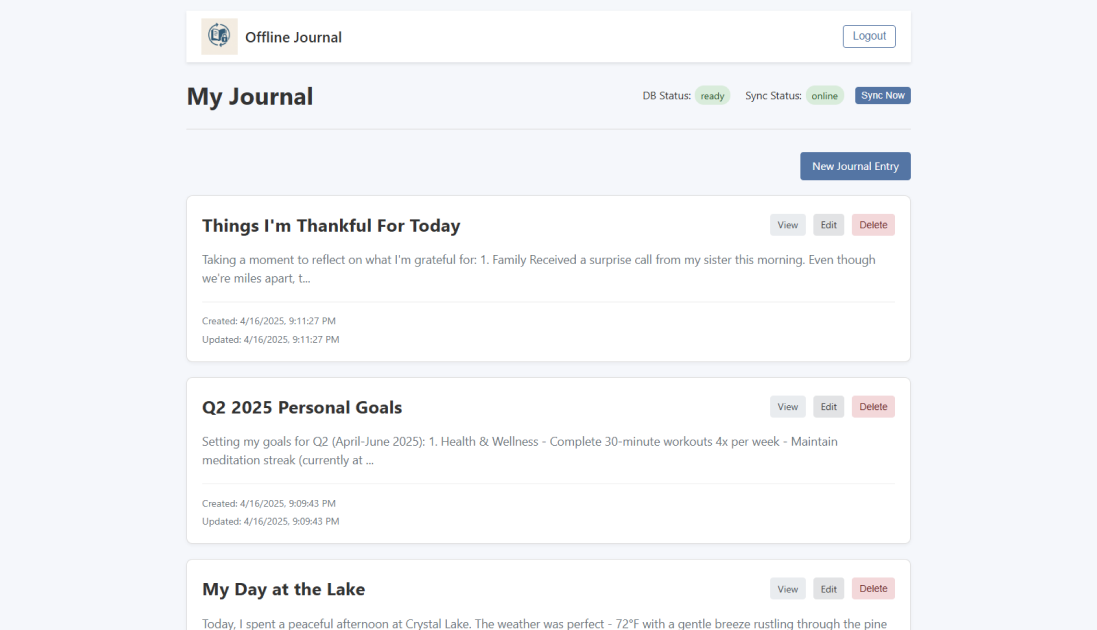 Offline Journal
Logout
My Journal
DB Status: ready Sync Status: online Sync Now
New Journal Entry
Things I'm Thankful For Today
View Edit Delete
Taking a moment to reflect on what I'm grateful for: 1. Family Received a surprise call from my sister this morning. Even though
we're miles apart, t...
Created: 4/16/2025, 9:11:27 PM
Updated: 4/16/2025, 9:11:27 PM
Q2 2025 Personal Goals
View Edit Delete
Setting my goals for Q2 (April-June 2025): 1. Health & Wellness - Complete 30-minute workouts 4x per week - Maintain
meditation streak (currently at ...
Created: 4/16/2025, 9:09:43 PM
Updated: 4/16/2025, 9:09:43 PM
My Day at the Lake
View Edit Delete
Today, I spent a peaceful afternoon at Crystal Lake. The weather was perfect - 72°F with a gentle breeze rustling through the pine